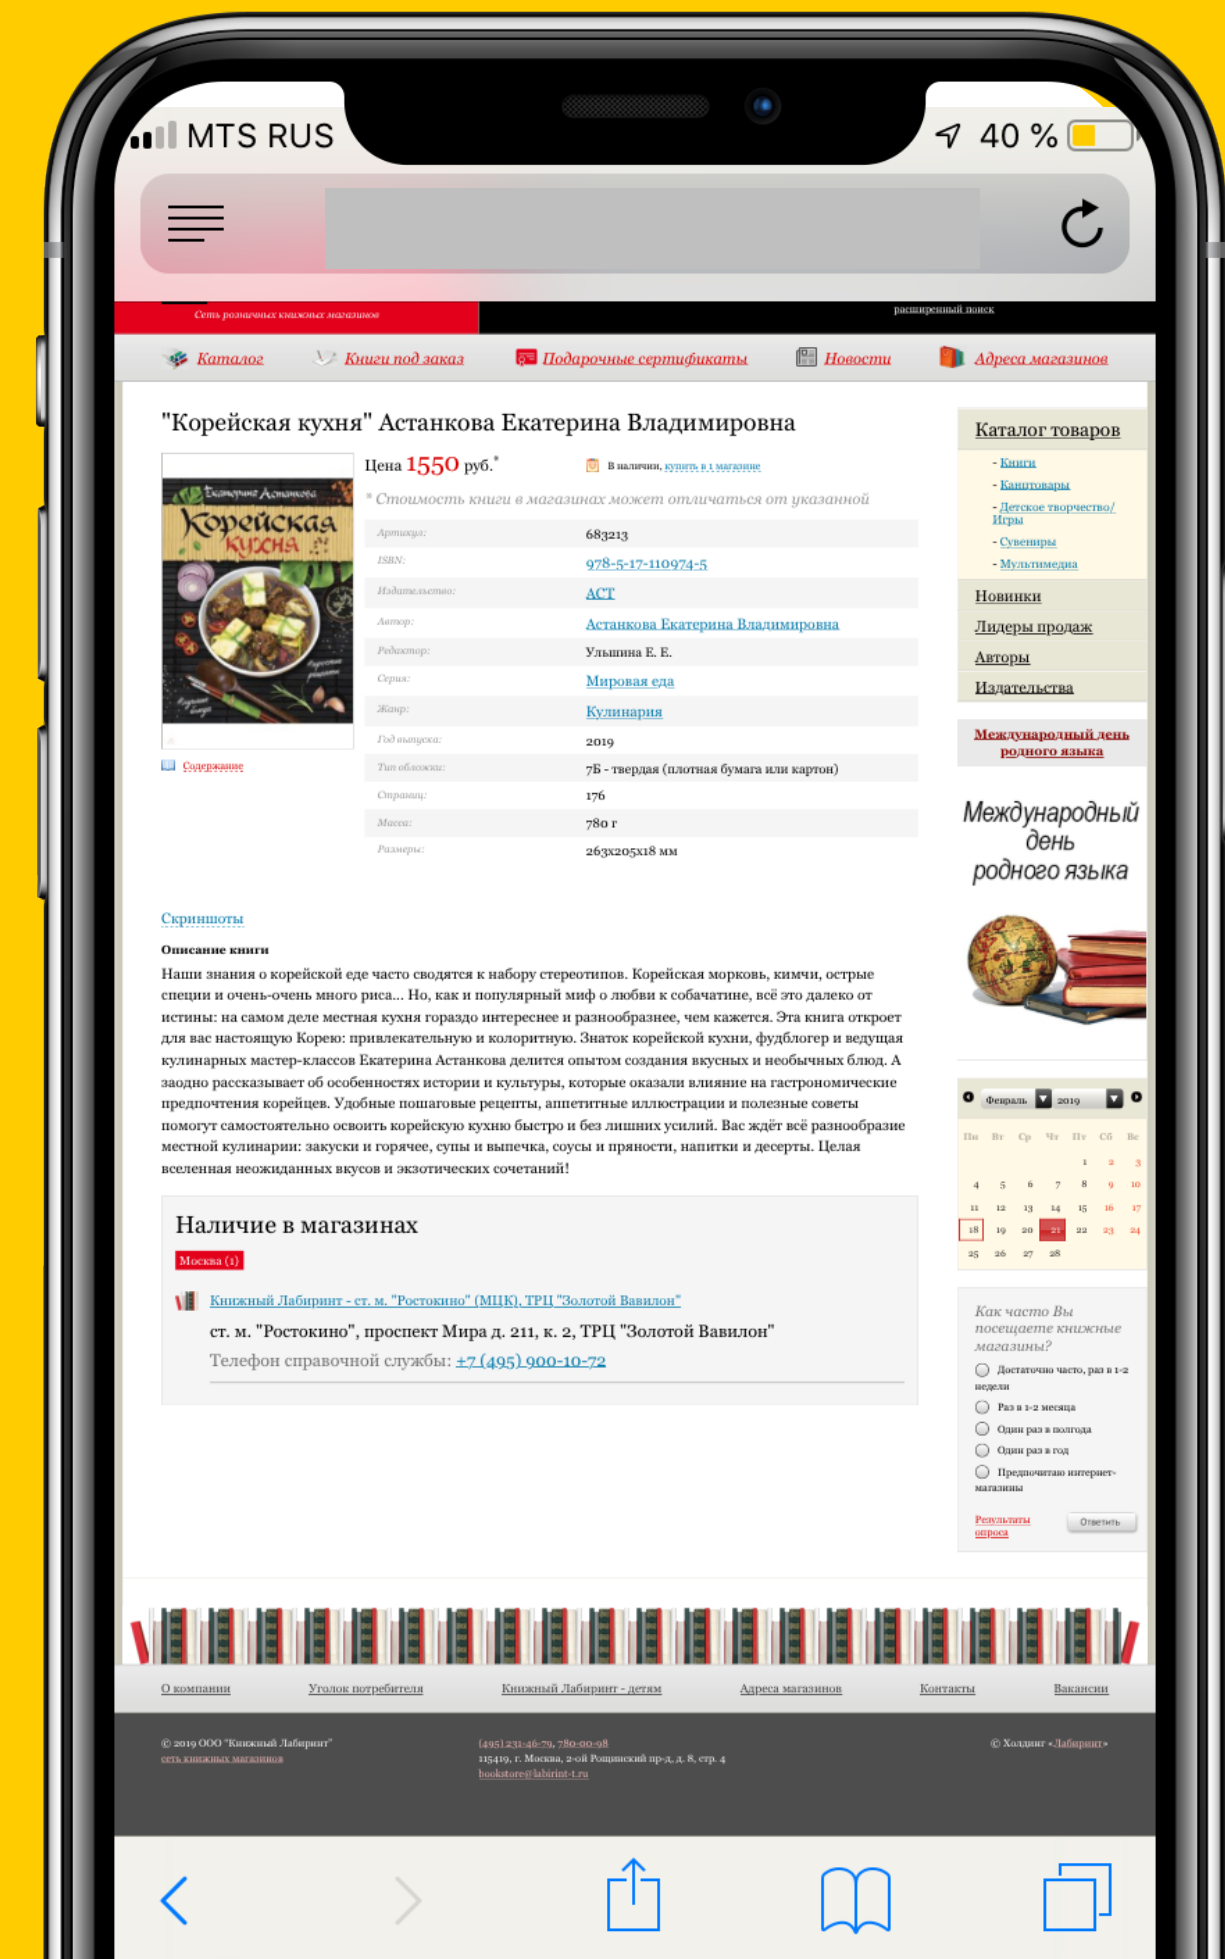 MTS RUS
40 %
Сеть розничных книжных магазинов
расширенный поиск
Каталог
Книги под заказ
Подарочные сертификаты
Новости
Адреса магазинов
"Корейская кухня" Астанкова Екатерина Владимировна
Екатерина Астанкова
Корейская
кухня
Цена 1550 руб.*
В наличии, купить в 1 магазине
* Стоимость книги в магазинах может отличаться от указанной
Артикул: 683213
ISBN: 978-5-17-110974-5
Издательство: АСТ
Автор: Астанкова Екатерина Владимировна
Редактор: Ульшина Е. Е.
Серия: Мировая еда
Жанр: Кулинария
Год выпуска: 2019
Тип обложки: 7Б - твердая (плотная бумага или картон)
Страниц: 176
Масса: 780 г
Размеры: 263x205x18 мм
Содержание
Скриншоты
Описание книги
Наши знания о корейской еде часто сводятся к набору стереотипов. Корейская морковь, кимчи, острые
специи и очень-очень много риса... Но, как и популярный миф о любви к собачатине, всё это далеко от
истины: на самом деле местная кухня гораздо интереснее и разнообразнее, чем кажется. Эта книга откроет
для вас настоящую Корею: привлекательную и колоритную. Знаток корейской кухни, фудблогер и ведущая
кулинарных мастер-классов Екатерина Астанкова делится опытом создания вкусных и необычных блюд. А
заодно рассказывает об особенностях истории и культуры, которые оказали влияние на гастрономические
предпочтения корейцев. Удобные пошаговые рецепты, аппетитные иллюстрации и полезные советы
помогут самостоятельно освоить корейскую кухню быстро и без лишних усилий. Вас ждёт всё разнообразие
местной кулинарии: закуски и горячее, супы и выпечка, соусы и пряности, напитки и десерты. Целая
вселенная неожиданных вкусов и экзотических сочетаний!
Наличие в магазинах
Москва (1)
Книжный Лабиринт - ст. м. "Ростокино" (МЦК), ТРЦ "Золотой Вавилон"
ст. м. "Ростокино", проспект Мира д. 211, к. 2, ТРЦ "Золотой Вавилон"
Телефон справочной службы: +7 (495) 900-10-72
Каталог товаров
- Книги
- Канцтовары
- Детское творчество/
Игры
- Сувениры
- Мультимедиа
Новинки
Лидеры продаж
Авторы
Издательства
Международный день
родного языка
Международный
день
родного языка
Февраль 2019
Пн Вт Ср Чт Пт Сб Вс
1 2 3
4 5 6 7 8 9 10
11 12 13 14 15 16 17
18 19 20 21 22 23 24
25 26 27 28
Как часто Вы
посещаете книжные
магазины?
Достаточно часто, раз в 1-2
недели
Раз в 1-2 месяца
Один раз в полгода
Один раз в год
Предпочитаю интернет-
магазины
Результаты
опроса
Ответить
О компании
Уголок потребителя
Книжный Лабиринт - детям
Адреса магазинов
Контакты
Вакансии
© 2019 ООО "Книжный Лабиринт"
сеть книжных магазинов
(495) 231-46-79, 780-00-98
115419, г. Москва, 2-ой Рощинский пр-д, д. 8, стр. 4
bookstore@labirint-t.ru
© Холдинг «Лабиринт»